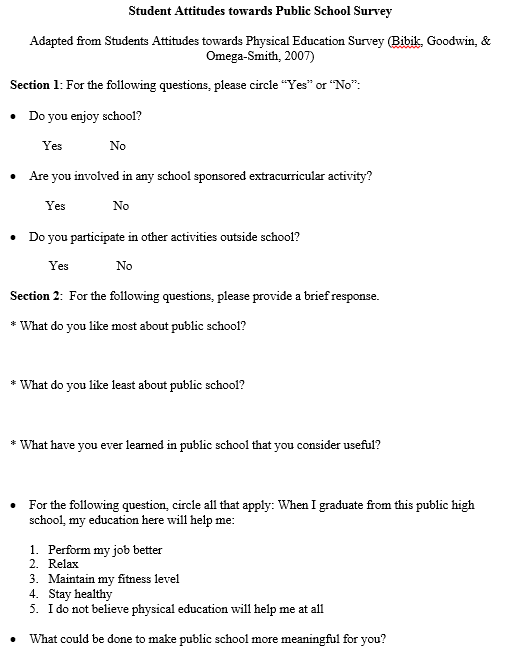 Student Attitudes towards Public School Survey
Adapted from Students Attitudes towards Physical Education Survey (Bibik, Goodwin, &
Omega-Smith, 2007)
Section 1: For the following questions, please circle “Yes” or “No”:
• Do you enjoy school?
Yes No
• Are you involved in any school sponsored extracurricular activity?
Yes No
• Do you participate in other activities outside school?
Yes No
Section 2: For the following questions, please provide a brief response.
* What do you like most about public school?
* What do you like least about public school?
* What have you ever learned in public school that you consider useful?
• For the following question, circle all that apply: When I graduate from this public high
school, my education here will help me:
1. Perform my job better
2. Relax
3. Maintain my fitness level
4. Stay healthy
5. I do not believe physical education will help me at all
• What could be done to make public school more meaningful for you?